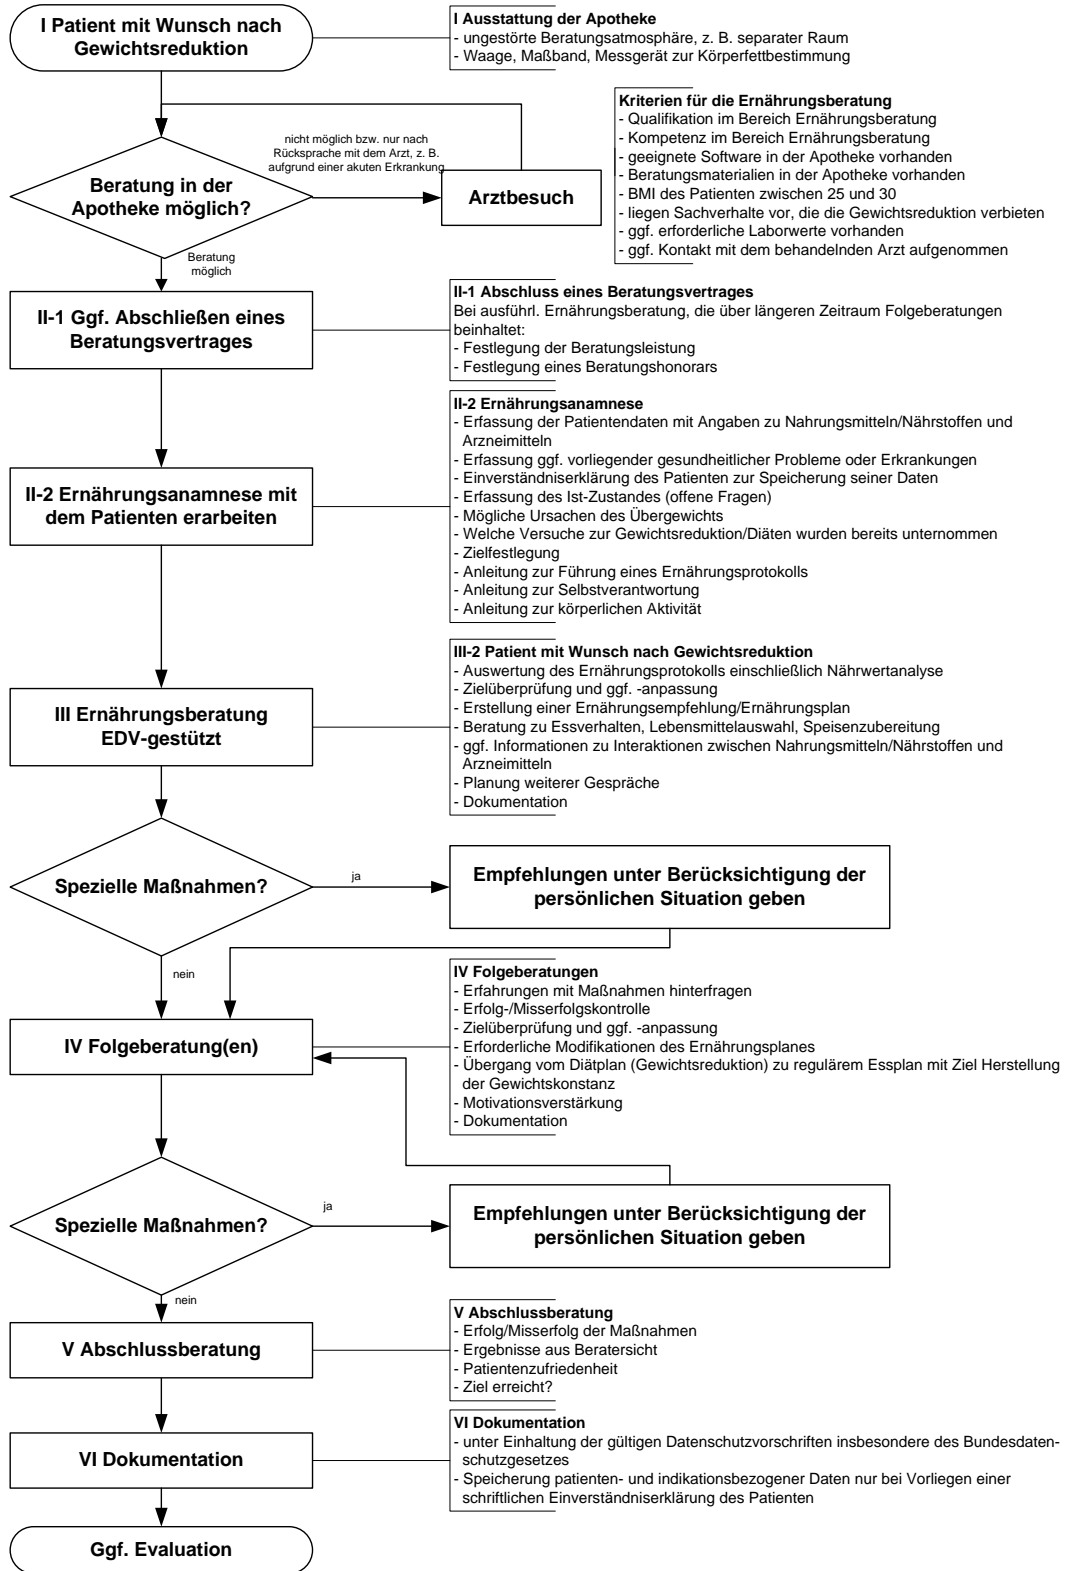 I Patient mit Wunsch nach
Gewichtsreduktion
I Ausstattung der Apotheke
- ungestörte Beratungsatmosphäre, z. B. separater Raum
- Waage, Maßband, Messgerät zur Körperfettbestimmung
Kriterien für die Ernährungsberatung
- Qualifikation im Bereich Ernährungsberatung
- Kompetenz im Bereich Ernährungsberatung
- geeignete Software in der Apotheke vorhanden
- Beratungsmaterialien in der Apotheke vorhanden
- BMI des Patienten zwischen 25 und 30
- liegen Sachverhalte vor, die die Gewichtsreduktion verbieten
- ggf. erforderliche Laborwerte vorhanden
- ggf. Kontakt mit dem behandelnden Arzt aufgenommen
Beratung in der
Apotheke möglich?
nicht möglich bzw. nur nach
Rücksprache mit dem Arzt, z. B.
aufgrund einer akuten Erkrankung
Arztbesuch
Beratung
möglich
II-1 Ggf. Abschließen eines
Beratungsvertrages
II-1 Abschluss eines Beratungsvertrages
Bei ausführl. Ernährungsberatung, die über längeren Zeitraum Folgeberatungen
beinhaltet:
- Festlegung der Beratungsleistung
- Festlegung eines Beratungshonorars
II-2 Ernährungsanamnese mit
dem Patienten erarbeiten
II-2 Ernährungsanamnese
- Erfassung der Patientendaten mit Angaben zu Nahrungsmitteln/Nährstoffen und
Arzneimitteln
- Erfassung ggf. vorliegender gesundheitlicher Probleme oder Erkrankungen
- Einverständniserklärung des Patienten zur Speicherung seiner Daten
- Erfassung des Ist-Zustandes (offene Fragen)
- Mögliche Ursachen des Übergewichts
- Welche Versuche zur Gewichtsreduktion/Diäten wurden bereits unternommen
- Zielfestlegung
- Anleitung zur Führung eines Ernährungsprotokolls
- Anleitung zur Selbstverantwortung
- Anleitung zur körperlichen Aktivität
III Ernährungsberatung
EDV-gestützt
III-2 Patient mit Wunsch nach Gewichtsreduktion
- Auswertung des Ernährungsprotokolls einschließlich Nährwertanalyse
- Zielüberprüfung und ggf. -anpassung
- Erstellung einer Ernährungsempfehlung/Ernährungsplan
- Beratung zu Essverhalten, Lebensmittelauswahl, Speisenzubereitung
- ggf. Informationen zu Interaktionen zwischen Nahrungsmitteln/Nährstoffen und
Arzneimitteln
- Planung weiterer Gespräche
- Dokumentation
Spezielle Maßnahmen?
ja
Empfehlungen unter Berücksichtigung der
persönlichen Situation geben
nein
IV Folgeberatung(en)
IV Folgeberatungen
- Erfahrungen mit Maßnahmen hinterfragen
- Erfolg-/Misserfolgskontrolle
- Zielüberprüfung und ggf. -anpassung
- Erforderliche Modifikationen des Ernährungsplanes
- Übergang vom Diätplan (Gewichtsreduktion) zu regulärem Essplan mit Ziel Herstellung
der Gewichtskonstanz
- Motivationsverstärkung
- Dokumentation
Spezielle Maßnahmen?
ja
Empfehlungen unter Berücksichtigung der
persönlichen Situation geben
nein
V Abschlussberatung
V Abschlussberatung
- Erfolg/Misserfolg der Maßnahmen
- Ergebnisse aus Beratersicht
- Patientenzufriedenheit
- Ziel erreicht?
VI Dokumentation
VI Dokumentation
- unter Einhaltung der gültigen Datenschutzvorschriften insbesondere des Bundesdaten-
schutzgesetzes
- Speicherung patienten- und indikationsbezogener Daten nur bei Vorliegen einer
schriftlichen Einverständniserklärung des Patienten
Ggf. Evaluation